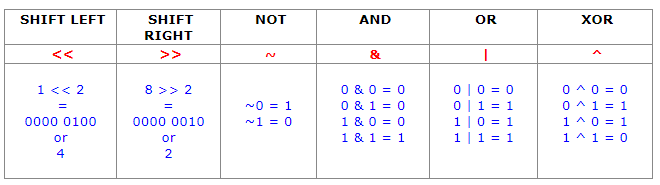 SHIFT LEFT SHIFT RIGHT NOT AND OR XOR
<< >> ~ & | ^
1 << 2
=
0000 0100
or
4
8 >> 2
=
0000 0010
or
2
~0 = 1
~1 = 0
0 & 0 = 0
0 & 1 = 0
1 & 0 = 0
1 & 1 = 1
0 | 0 = 0
0 | 1 = 1
1 | 0 = 1
1 | 1 = 1
0 ^ 0 = 0
0 ^ 1 = 1
1 ^ 0 = 1
1 ^ 1 = 0